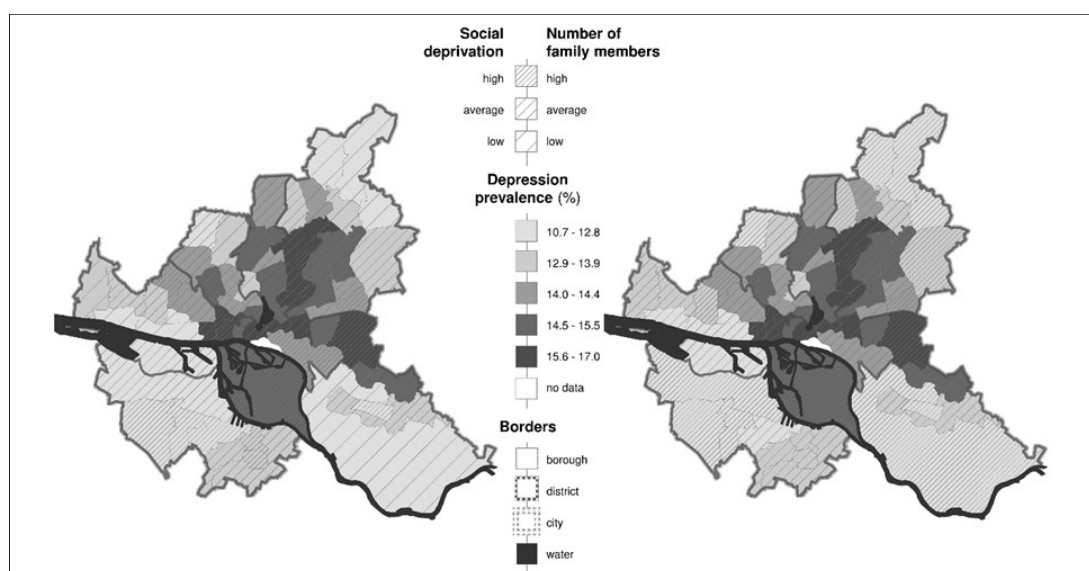 Social
deprivation
high
average
low
Number of
family members
high
average
low
Depression
prevalence (%)
10.7 - 12.8
12.9 - 13.9
14.0 - 14.4
14.5 - 15.5
15.6 - 17.0
no data
Borders
borough
district
city
water